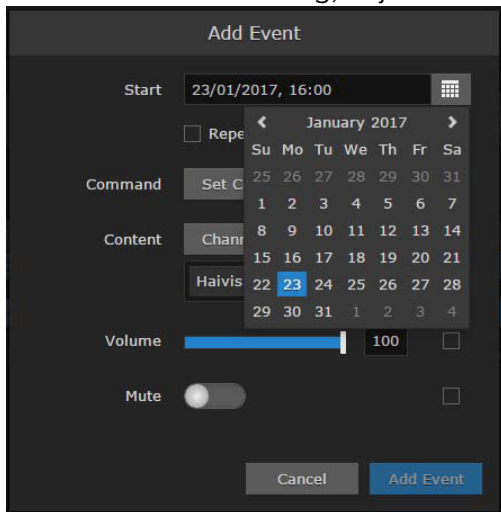 Add Event
Start 23/01/2017, 16:00
Repe
January 2017
Su Mo Tu We Th Fr Sa
25 26 27 28 29 30 31
1 2 3 4 5 6 7
8 9 10 11 12 13 14
15 16 17 18 19 20 21
22 23 24 25 26 27 28
29 30 31 1 2 3 4
Command Set C
Content Chann
Haivis
Volume 100
Mute
Cancel Add Event